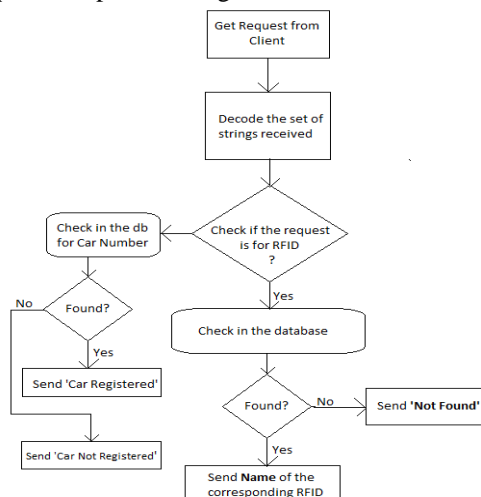 Get Request from
Client
Decode the set of
strings received
Check if the request
is for RFID
?
Check in the db
for Car Number
No
Found?
Yes
Send 'Car Registered'
Send 'Car Not Registered'
Yes
Check in the database
Found?
No
Send 'Not Found'
Yes
Send Name of the
corresponding RFID